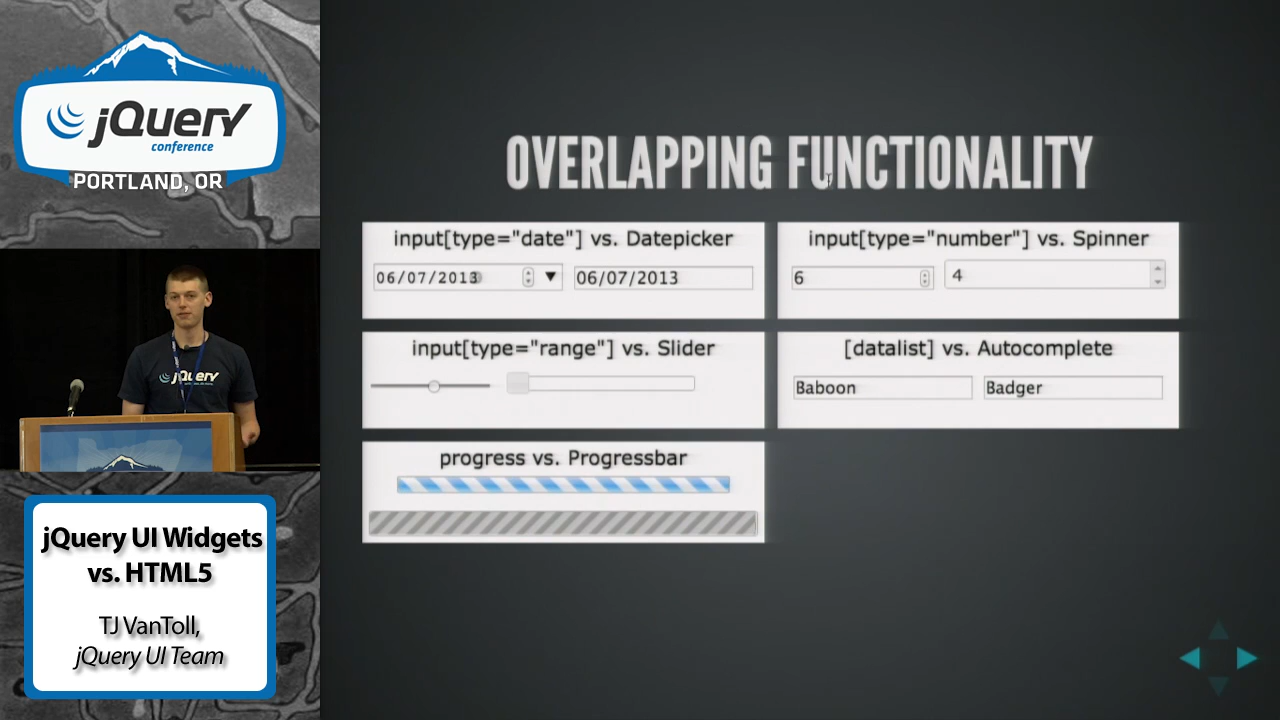 jQuery
conference
PORTLAND, OR
jQuery
jQuery UI Widgets
vs. HTML5
TJ VanToll,
jQuery UI Team
OVERLAPPING FUNCTIONALITY
input[type="date"] vs. Datepicker
06/07/2013
06/07/2013
input[type="number"] vs. Spinner
6
4
input[type="range"] vs. Slider
[datalist] vs. Autocomplete
Baboon
Badger
progress vs. Progressbar